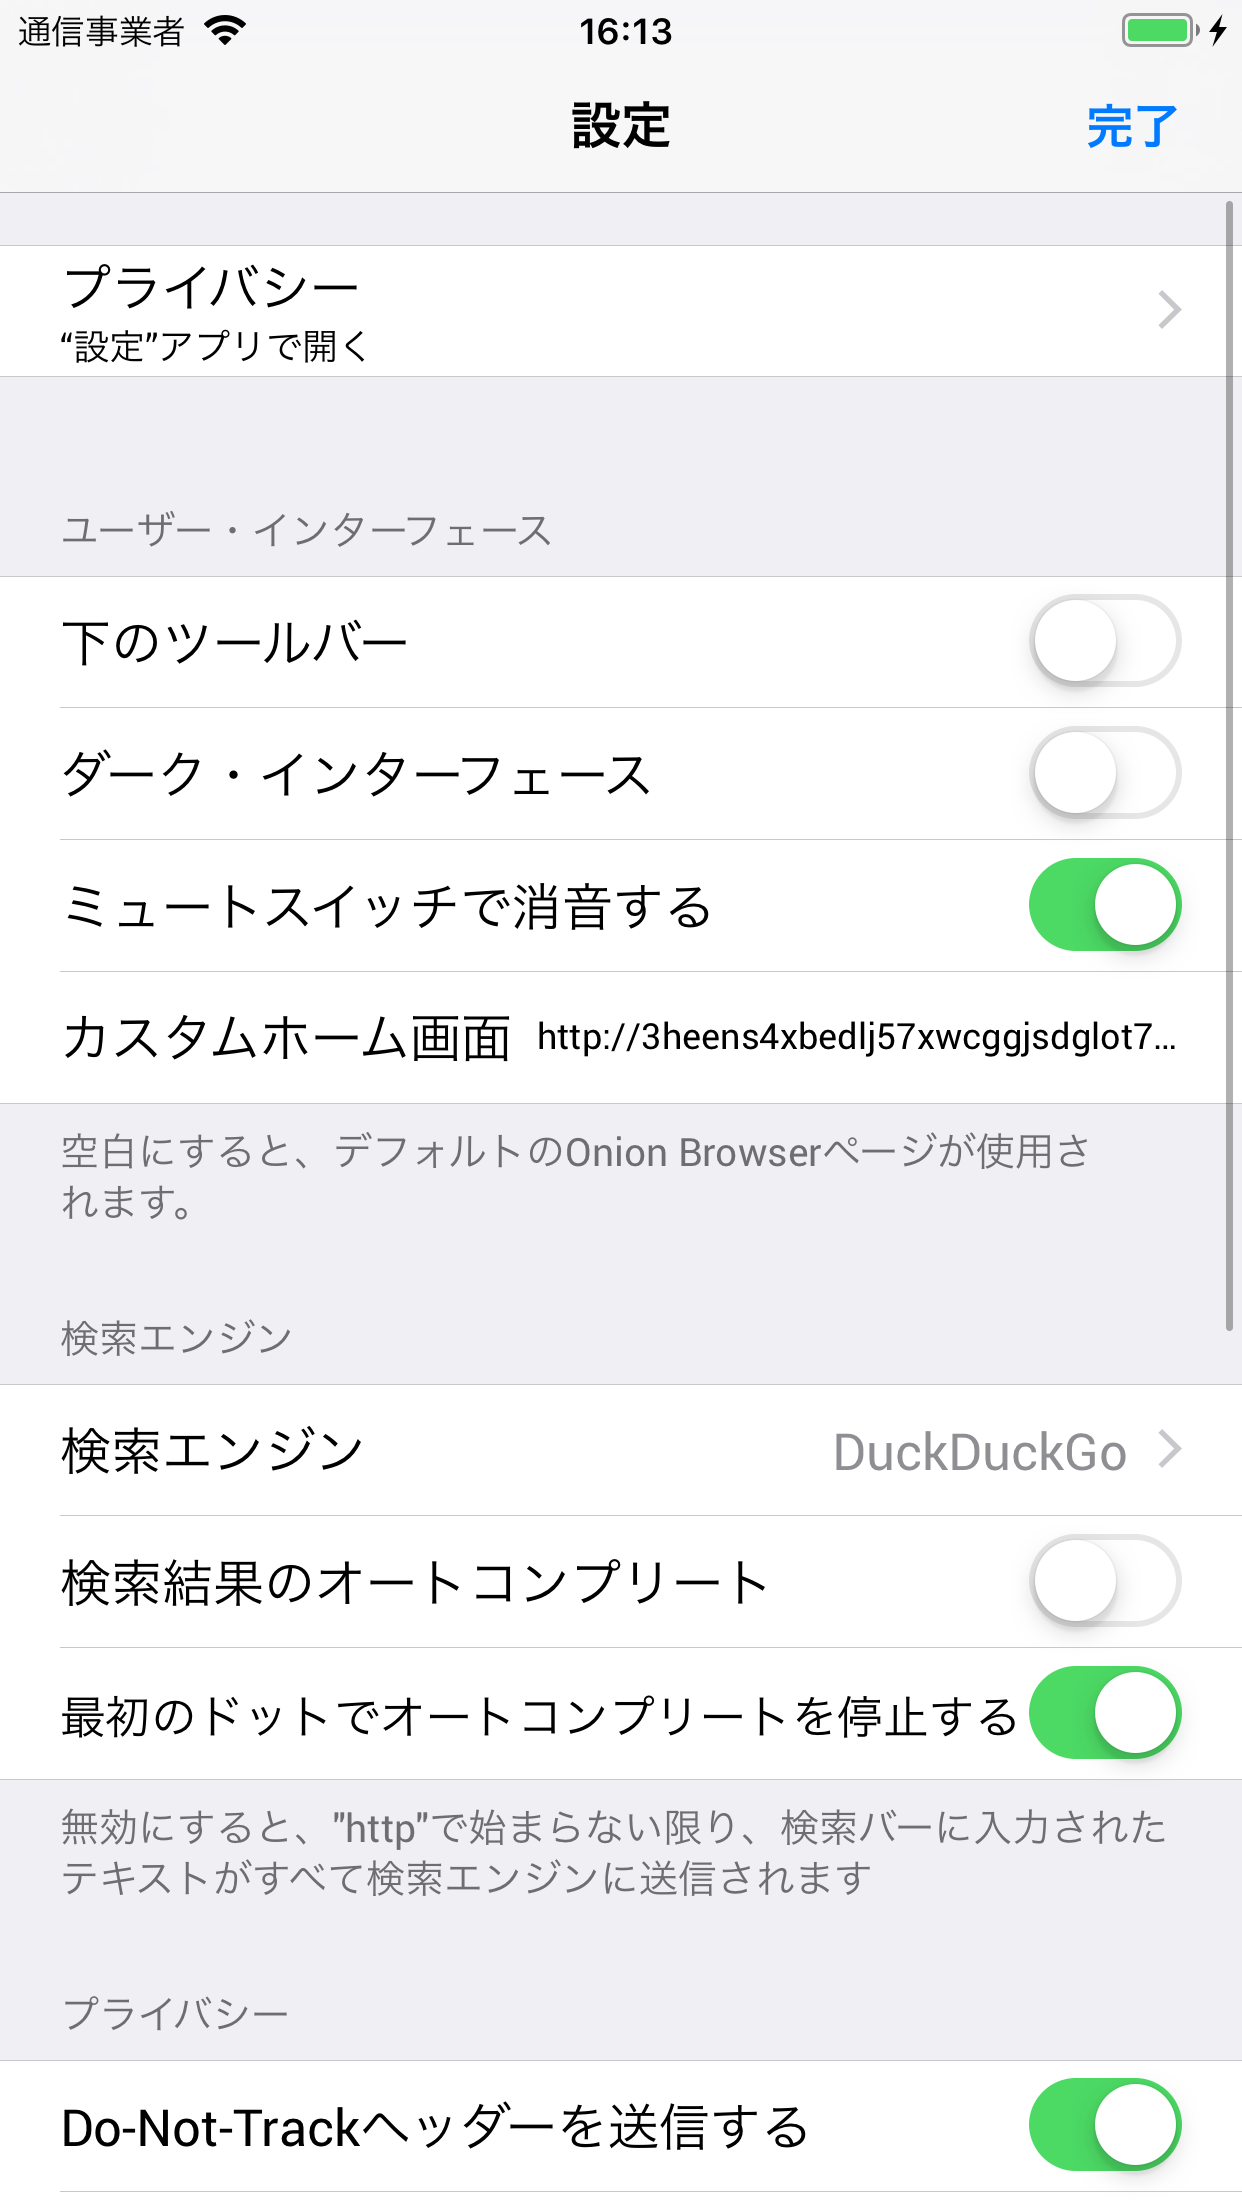 通信事業者 16:13
設定 完了
プライバシー
“設定”アプリで開く
ユーザー・インターフェース
下のツールバー
ダーク・インターフェース
ミュートスイッチで消音する
カスタムホーム画面 http://3heens4xbedlj57xwcggjsdglot7...
空白にすると、デフォルトのOnion Browserページが使用さ
れます。
検索エンジン
検索エンジン DuckDuckGo
検索結果のオートコンプリート
最初のドットでオートコンプリートを停止する
無効にすると、"http"で始まらない限り、検索バーに入力された
テキストがすべて検索エンジンに送信されます
プライバシー
Do-Not-Trackヘッダーを送信する